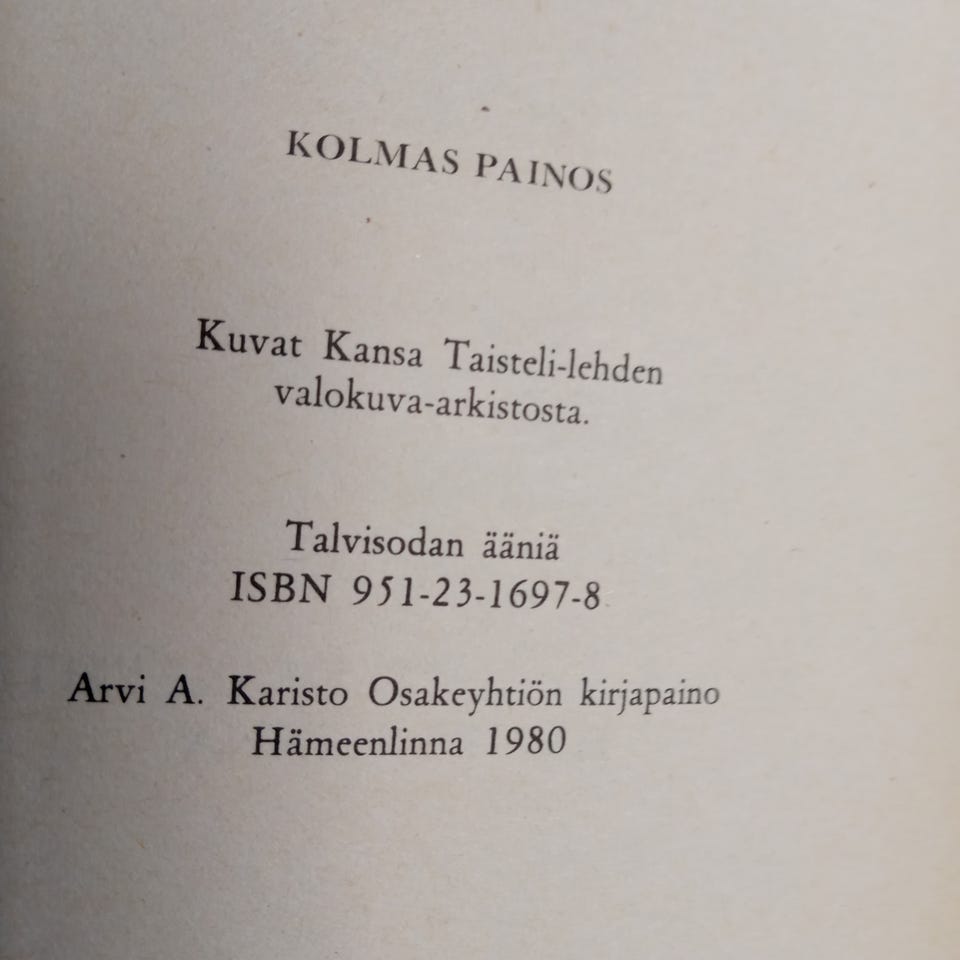 KOLMAS PAINOS
Kuvat Kansa Taisteli-lehden
valokuva-arkistosta.
Talvisodan ääniä
ISBN 951-23-1697-8
Arvi A. Karisto Osakeyhtiön kirjapaino
Hämeenlinna 1980